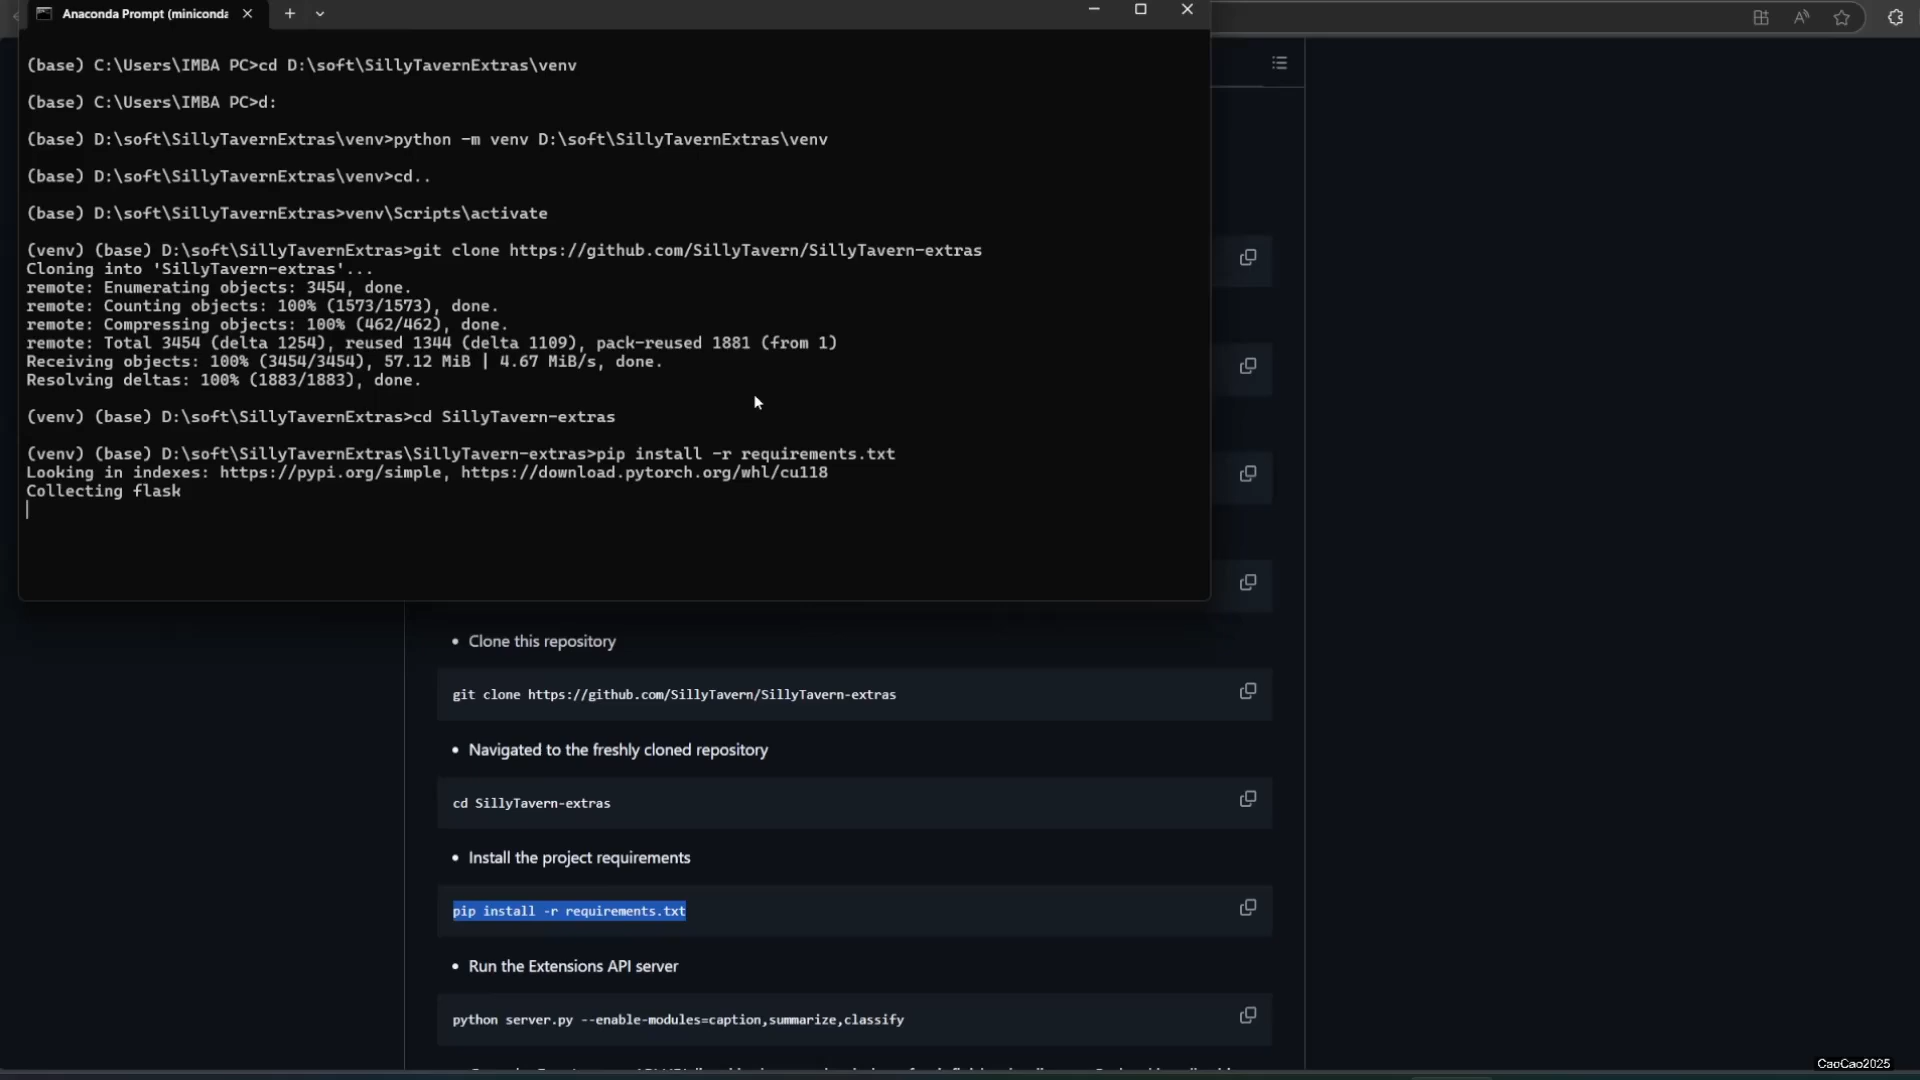 Anaconda Prompt (miniconda
(base) C:\Users\IMBA PC>cd D:\soft\SillyTavernExtras\venv
(base) C:\Users\IMBA PC>d:
(base) D:\soft\SillyTavernExtras\venv>python -m venv D:\soft\SillyTavernExtras\venv
(base) D:\soft\SillyTavernExtras\venv>cd..
(base) D:\soft\SillyTavernExtras>venv\Scripts\activate
(venv) (base) D:\soft\SillyTavernExtras>git clone https://github.com/SillyTavern/SillyTavern-extras
Cloning into 'SillyTavern-extras'...
remote: Enumerating objects: 3454, done.
remote: Counting objects: 100% (1573/1573), done.
remote: Compressing objects: 100% (462/462), done.
remote: Total 3454 (delta 1254), reused 1344 (delta 1109), pack-reused 1881 (from 1)
Receiving objects: 100% (3454/3454), 57.12 MiB | 4.67 MiB/s, done.
Resolving deltas: 100% (1883/1883), done.
(venv) (base) D:\soft\SillyTavernExtras>cd SillyTavern-extras
(venv) (base) D:\soft\SillyTavernExtras\SillyTavern-extras>pip install -r requirements.txt
Looking in indexes: https://pypi.org/simple, https://download.pytorch.org/whl/cu118
Collecting flask
• Clone this repository
git clone https://github.com/SillyTavern/SillyTavern-extras
• Navigated to the freshly cloned repository
cd SillyTavern-extras
• Install the project requirements
pip install -r requirements.txt
• Run the Extensions API server
python server.py --enable-modules=caption,summarize,classify
CaoCao2025